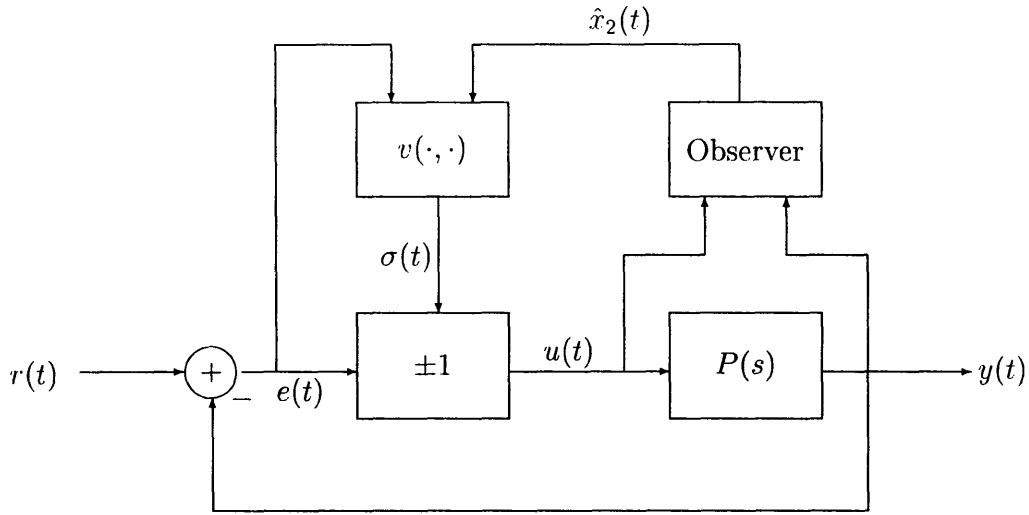 x̂₂(t)
v(·, ·)
Observer
σ(t)
r(t)
+
−
e(t)
±1
u(t)
P(s)
y(t)